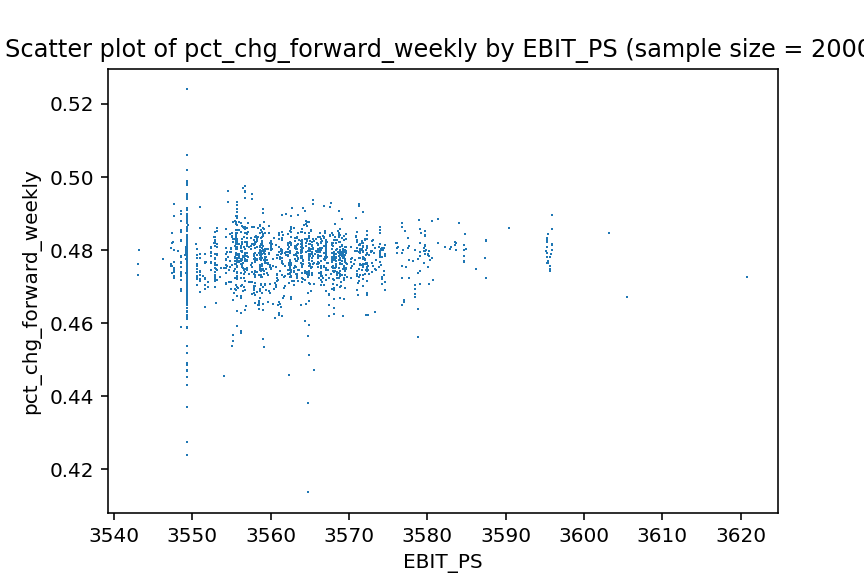 Scatter plot of pct_chg_forward_weekly by EBIT_PS (sample size = 2000
0.52
0.50
0.48
0.46
0.44
0.42
pct_chg_forward_weekly
3540 3550 3560 3570 3580 3590 3600 3610 3620
EBIT_PS